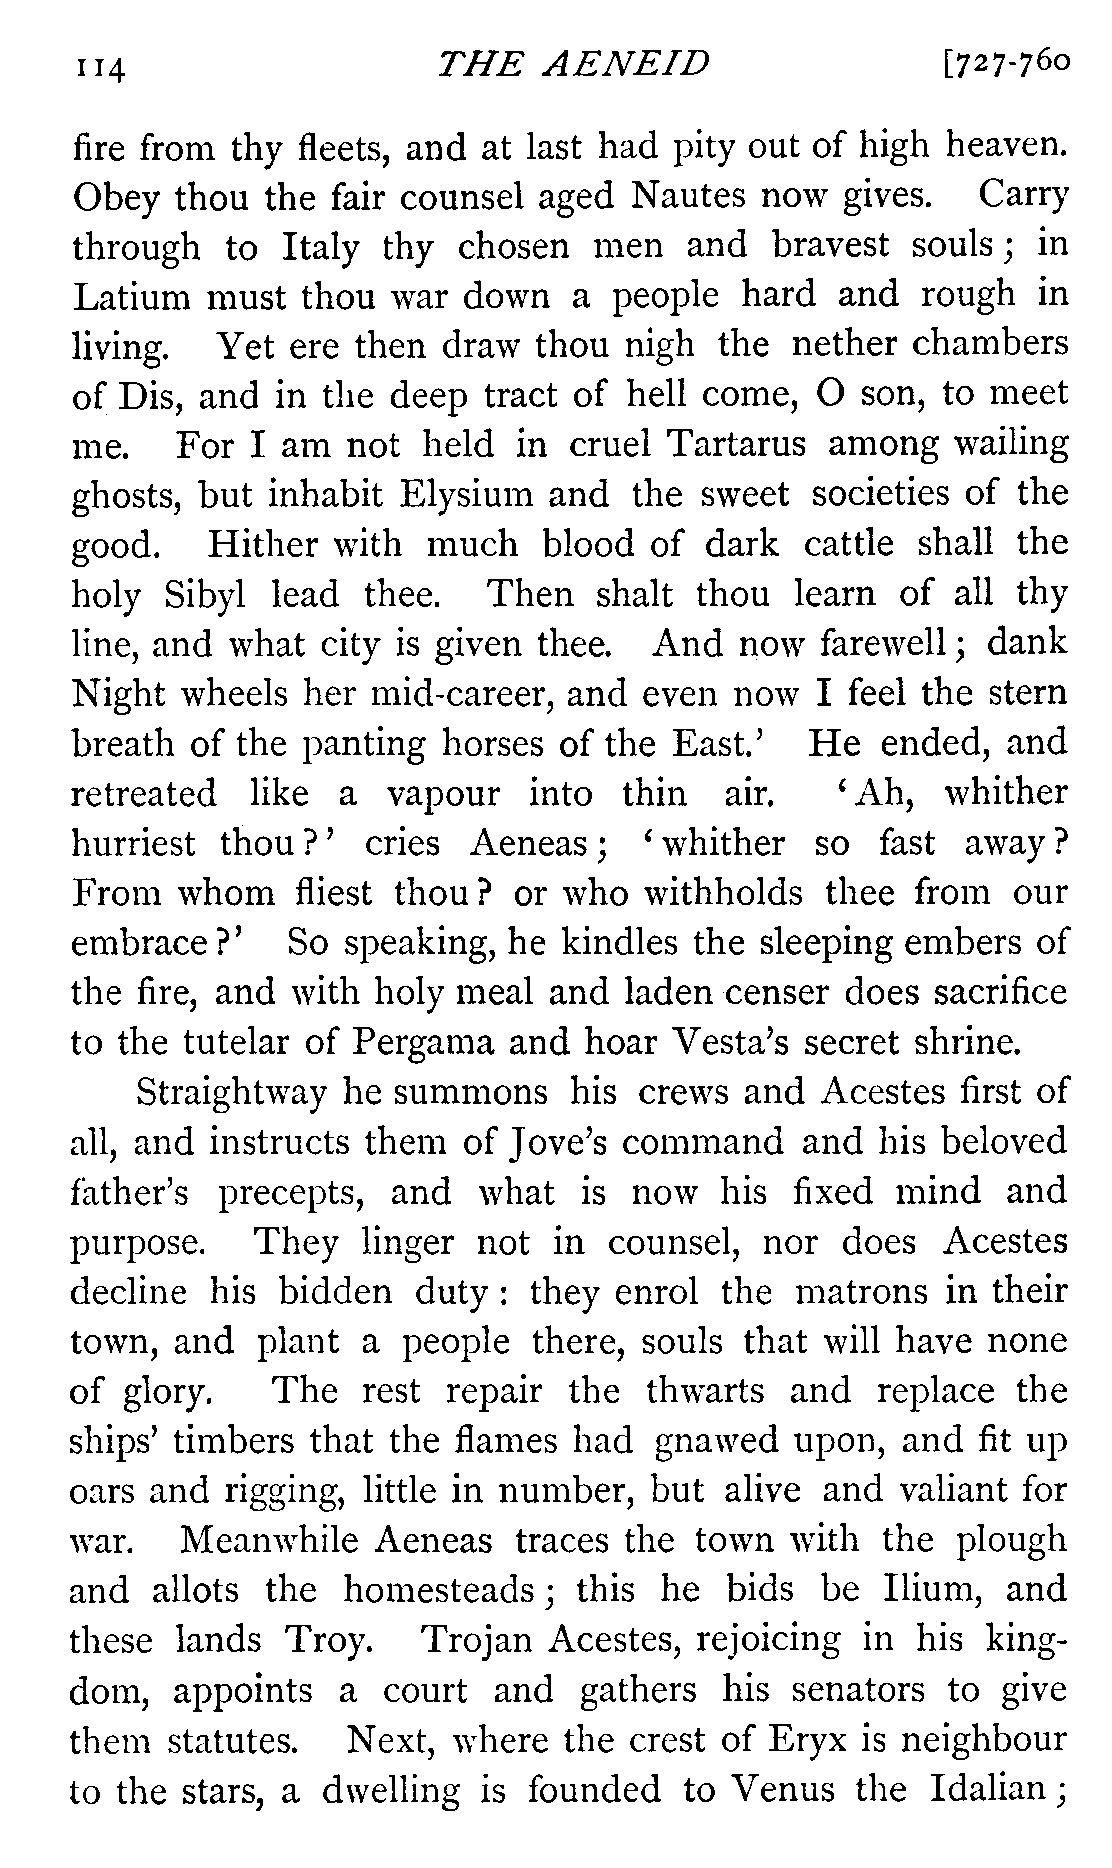 114 THE AENEID [727-760
fire from thy fleets, and at last had pity out of high heaven.
Obey thou the fair counsel aged Nautes now gives. Carry
through to Italy thy chosen men and bravest souls; in
Latium must thou war down a people hard and rough in
living. Yet ere then draw thou nigh the nether chambers
of Dis, and in the deep tract of hell come, O son, to meet
me. For I am not held in cruel Tartarus among wailing
ghosts, but inhabit Elysium and the sweet societies of the
good. Hither with much blood of dark cattle shall the
holy Sibyl lead thee. Then shalt thou learn of all thy
line, and what city is given thee. And now farewell; dank
Night wheels her mid-career, and even now I feel the stern
breath of the panting horses of the East.’ He ended, and
retreated like a vapour into thin air. ‘Ah, whither
hurriest thou?’ cries Aeneas; ‘whither so fast away?
From whom fliest thou? or who withholds thee from our
embrace?’ So speaking, he kindles the sleeping embers of
the fire, and with holy meal and laden censer does sacrifice
to the tutelar of Pergama and hoar Vesta’s secret shrine.
Straightway he summons his crews and Acestes first of
all, and instructs them of Jove’s command and his beloved
father’s precepts, and what is now his fixed mind and
purpose. They linger not in counsel, nor does Acestes
decline his bidden duty: they enrol the matrons in their
town, and plant a people there, souls that will have none
of glory. The rest repair the thwarts and replace the
ships’ timbers that the flames had gnawed upon, and fit up
oars and rigging, little in number, but alive and valiant for
war. Meanwhile Aeneas traces the town with the plough
and allots the homesteads; this he bids be Ilium, and
these lands Troy. Trojan Acestes, rejoicing in his king-
dom, appoints a court and gathers his senators to give
them statutes. Next, where the crest of Eryx is neighbour
to the stars, a dwelling is founded to Venus the Idalian;